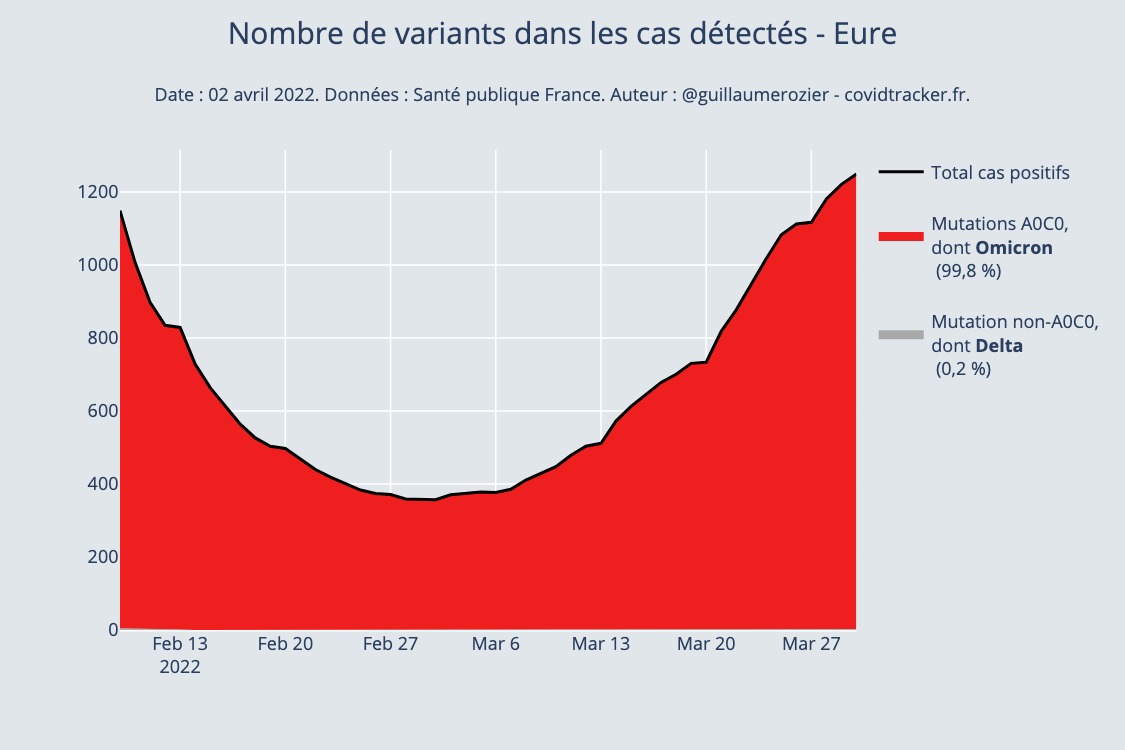 Nombre de variants dans les cas détectés - Eure
Date : 02 avril 2022. Données : Santé publique France. Auteur : @guillaumerozier - covidtracker.fr.
1200
1000
800
600
400
200
0
Feb 13
2022
Feb 20
Feb 27
Mar 6
Mar 13
Mar 20
Mar 27
Total cas positifs
Mutations A0C0,
dont Omicron
(99,8 %)
Mutation non-A0C0,
dont Delta
(0,2 %)